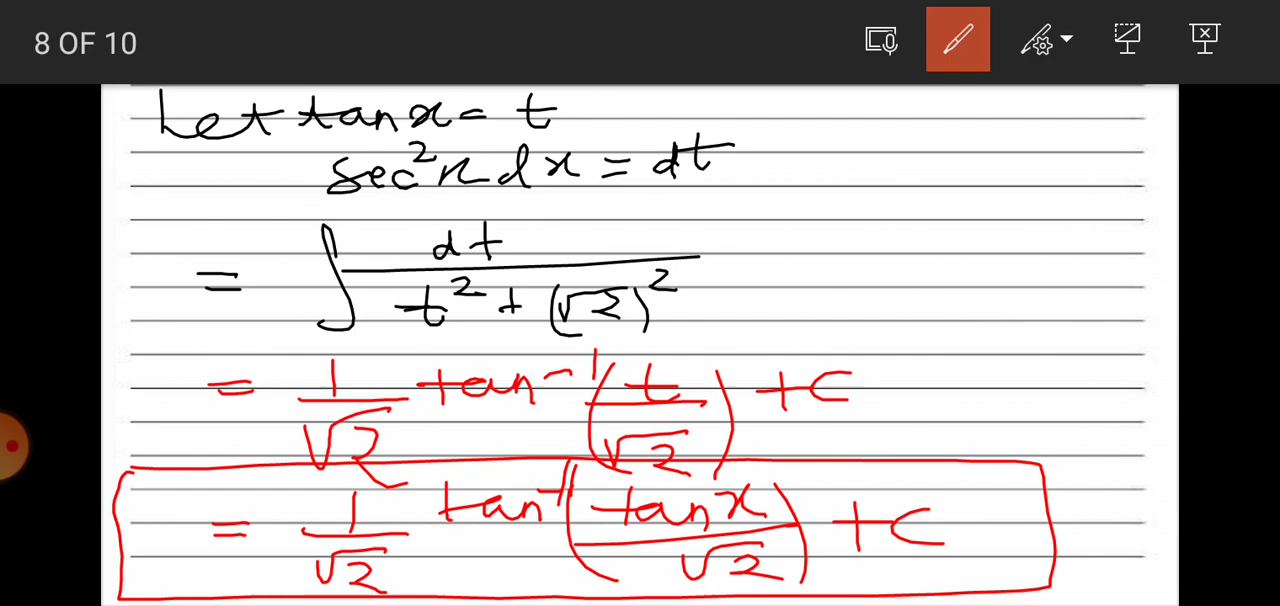 8 OF 10
Let tan x = t
sec²x dx = dt
= ∫ dt / (t² + (√2)²)
= 1/√2 tan⁻¹(t/√2) + C
= 1/√2 tan⁻¹(tan x/√2) + C